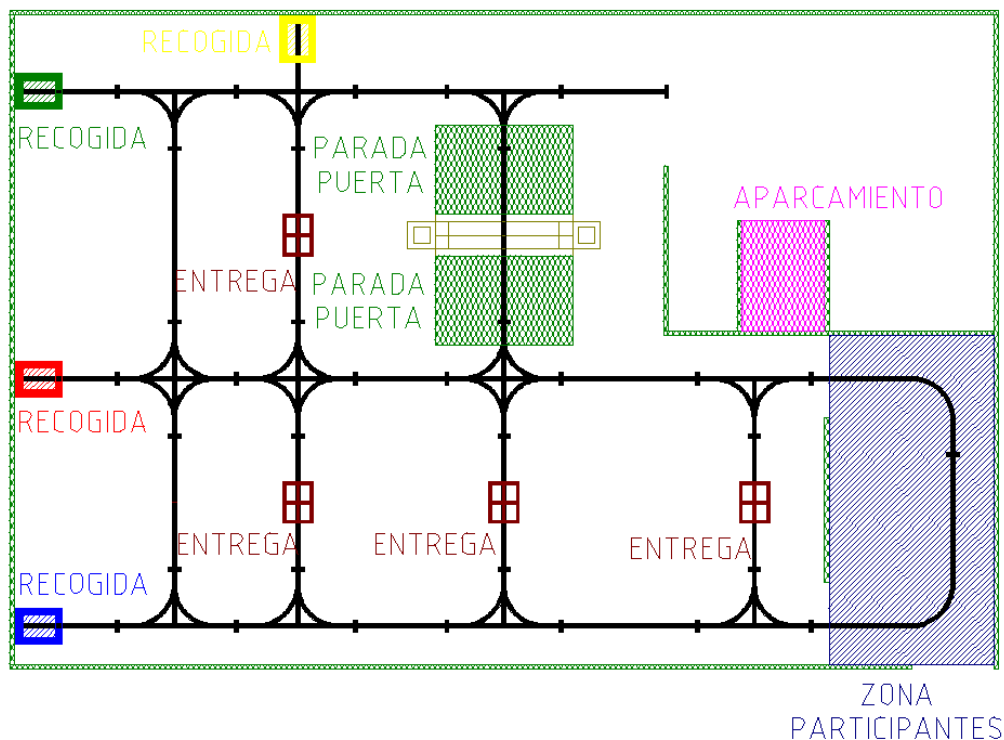 RECOGIDA
RECOGIDA
PARADA
PUERTA
APARCAMIENTO
ENTREGA
PARADA
PUERTA
RECOGIDA
ENTREGA
ENTREGA
ENTREGA
RECOGIDA
ZONA
PARTICIPANTES